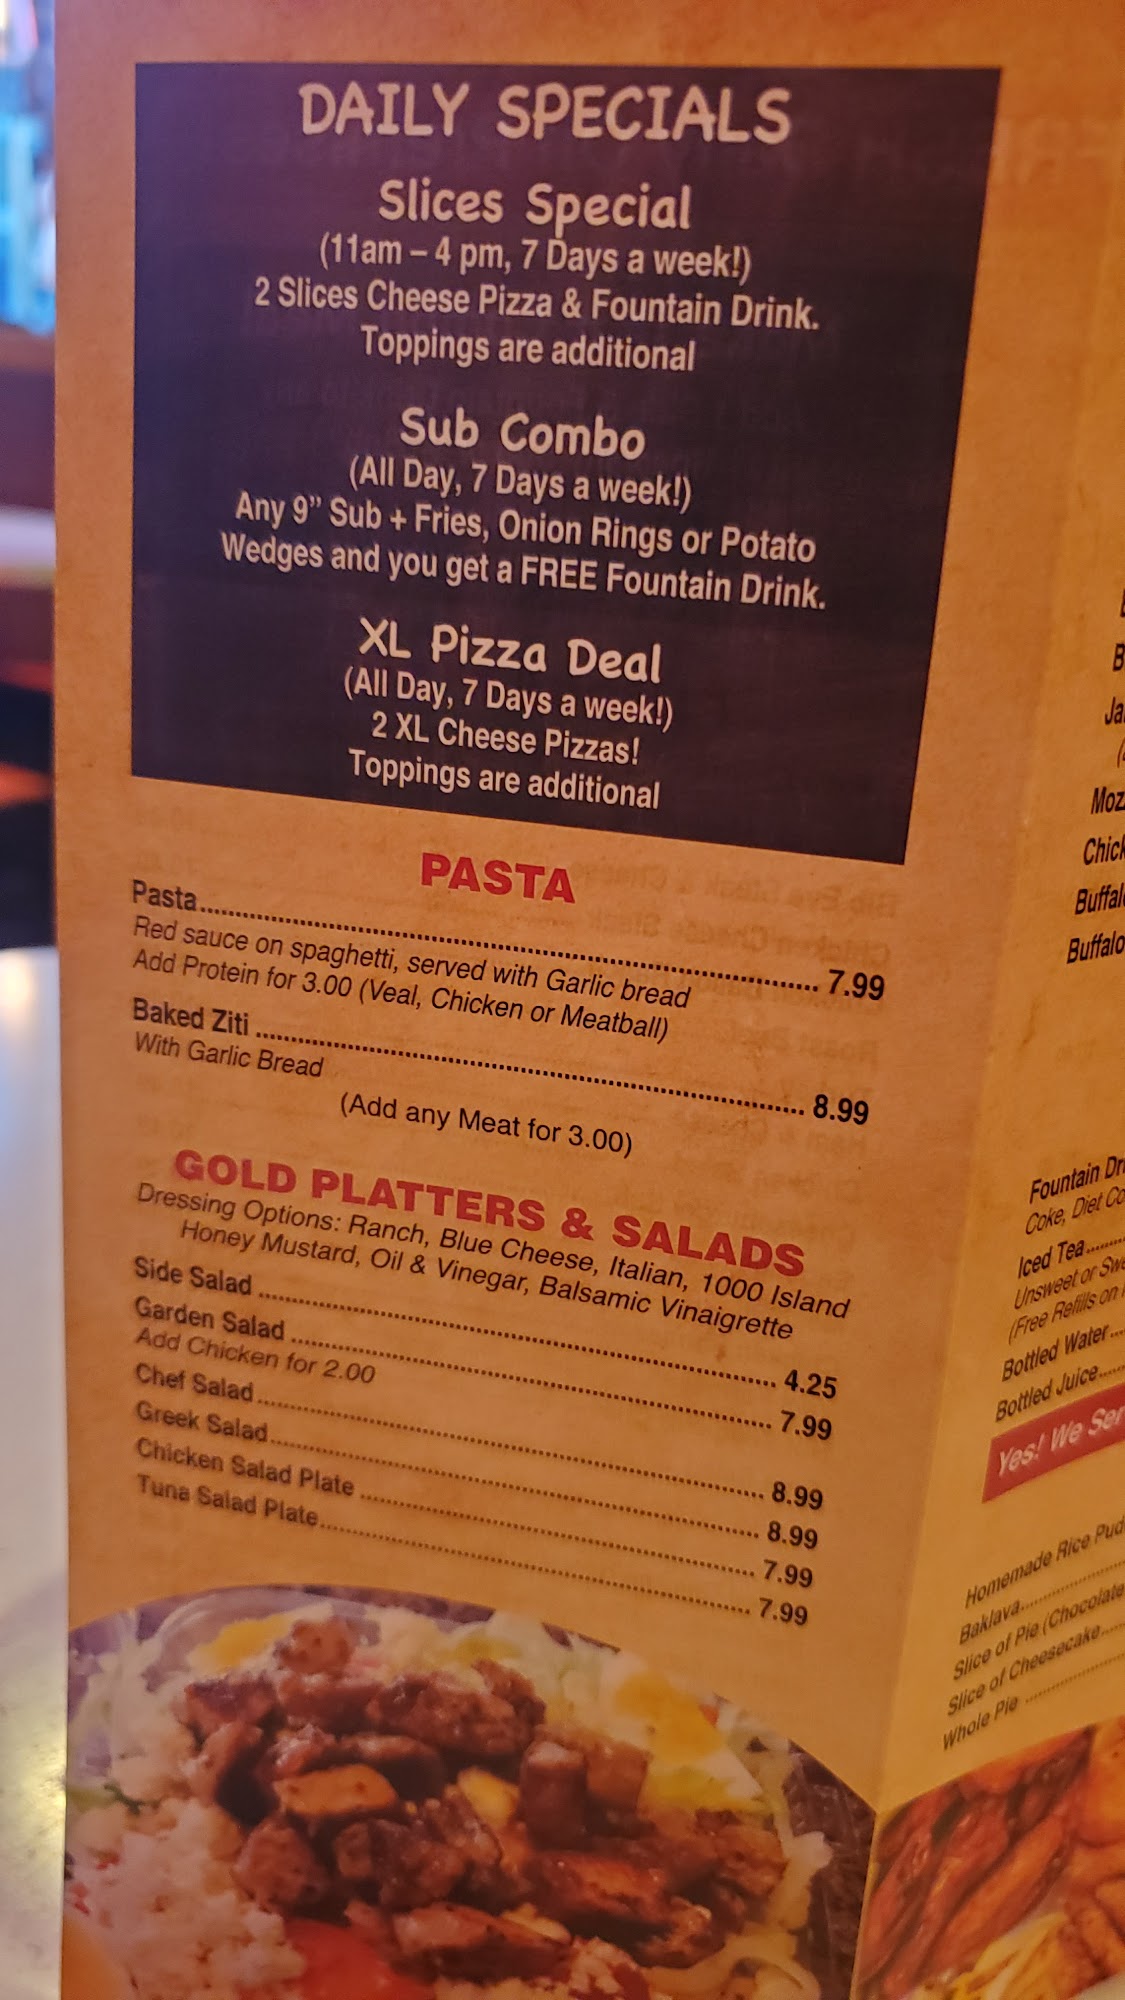 DAILY SPECIALS
Slices Special
(11am – 4 pm, 7 Days a week!)
2 Slices Cheese Pizza & Fountain Drink.
Toppings are additional
Sub Combo
(All Day, 7 Days a week!)
Any 9” Sub + Fries, Onion Rings or Potato
Wedges and you get a FREE Fountain Drink.
XL Pizza Deal
(All Day, 7 Days a week!)
2 XL Cheese Pizzas!
Toppings are additional
PASTA
Pasta 7.99
Red sauce on spaghetti, served with Garlic bread
Add Protein for 3.00 (Veal, Chicken or Meatball)
Baked Ziti 8.99
With Garlic Bread
(Add any Meat for 3.00)
GOLD PLATTERS & SALADS
Dressing Options: Ranch, Blue Cheese, Italian, 1000 Island
Honey Mustard, Oil & Vinegar, Balsamic Vinaigrette
Side Salad 4.25
Garden Salad 7.99
Add Chicken for 2.00
Chef Salad 8.99
Greek Salad 8.99
Chicken Salad Plate 7.99
Tuna Salad Plate 7.99
Fountain
Coke, Diet
Iced Tea
Unsweet or
(Free Refills on
Bottled Water
Bottled Juice
Yes! We
Homemade Rice
Baklava
Slice of Pie (Chocolate
Slice of Cheesecake
Whole Pie